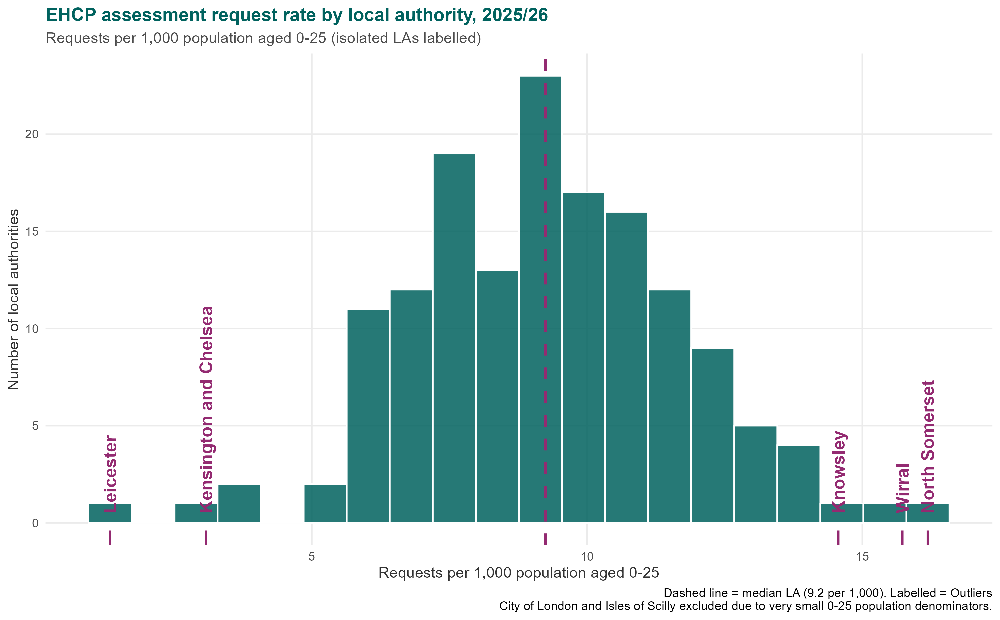 EHCP assessment request rate by local authority, 2025/26
Requests per 1,000 population aged 0-25 (isolated LAs labelled)
Number of local authorities
20
15
10
5
0
Leicester
Kensington and Chelsea
Knowsley
Wirral
North Somerset
5
10
15
Requests per 1,000 population aged 0-25
Dashed line = median LA (9.2 per 1,000). Labelled = Outliers
City of London and Isles of Scilly excluded due to very small 0-25 population denominators.